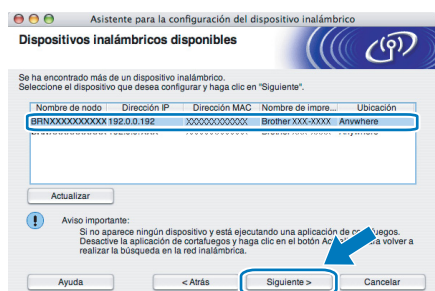 Asistente para la configuración del dispositivo inalámbrico
Dispositivos inalámbricos disponibles
Se ha encontrado más de un dispositivo inalámbrico.
Seleccione el dispositivo que desea configurar y haga clic en "Siguiente".
Nombre de nodo Dirección IP Dirección MAC Nombre de impre... Ubicación
BRNXXXXXXXXXX 192.0.0.192 XXXXXXXXXXXX Brother XXX-XXXX Anywhere
Actualizar
Aviso importante:
Si no aparece ningún dispositivo y está ejecutando una aplicación de cortafuegos.
Desactive la aplicación de cortafuegos y haga clic en el botón para volver a
realizar la búsqueda en la red inalámbrica.
Ayuda < Atrás Siguiente > Cancelar